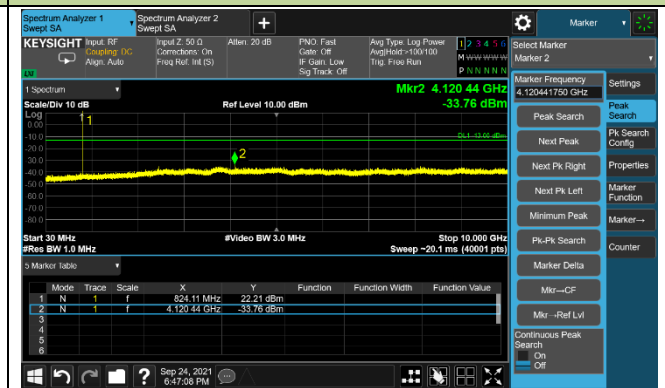 Spectrum Analyzer 1
Swept SA
Spectrum Analyzer 2
Swept SA
+
Marker
KEYSIGHT
Input: RF
Coupling: DC
Align: Auto
Input Z: 50 Ω
Corrections: On
Freq Ref: Int (S)
Atten: 20 dB
PNO: Fast
Gate: Off
IF Gain: Low
Sig Track: Off
Avg Type: Log-Power
Avg|Hold:>100/100
Trig: Free Run
1 2 3 4 5 6
M W W W W W
P N N N N N
Select Marker
Marker 2
1 Spectrum
Scale/Div 10 dB
Log
Ref Level 10.00 dBm
Mkr2 4.120 44 GHz
-33.76 dBm
0.00
-10.0
-20.0
-30.0
-40.0
-50.0
-60.0
-70.0
-80.0
1
2
DL1 -13.00 dBm
Start 30 MHz
#Res BW 1.0 MHz
#Video BW 3.0 MHz
Stop 10.000 GHz
Sweep ~20.1 ms (40001 pts)
5 Marker Table
Mode Trace Scale X Y Function Function Width Function Value
1 N 1 f 824.11 MHz 22.21 dBm
2 N 1 f 4.120 44 GHz -33.76 dBm
3
4
5
6
Marker Frequency
4.120441750 GHz
Peak Search
Next Peak
Next Pk Right
Next Pk Left
Minimum Peak
Pk-Pk Search
Marker Delta
Mkr→CF
Mkr→Ref Lvl
Continuous Peak
Search
On
Off
Settings
Peak
Search
Pk Search
Config
Properties
Marker
Function
Marker→
Counter
?
Sep 24, 2021
6:47:08 PM